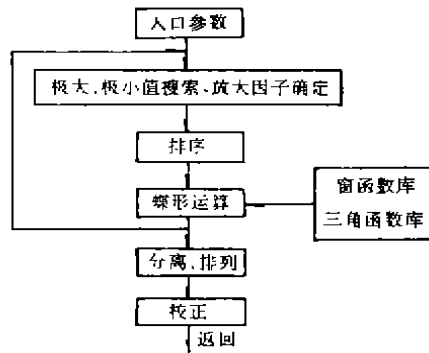 入口参数
极大、极小值搜索、放大因子确定
排序
蝶形运算
窗函数库
三角函数库
分离、排列
校正
返回